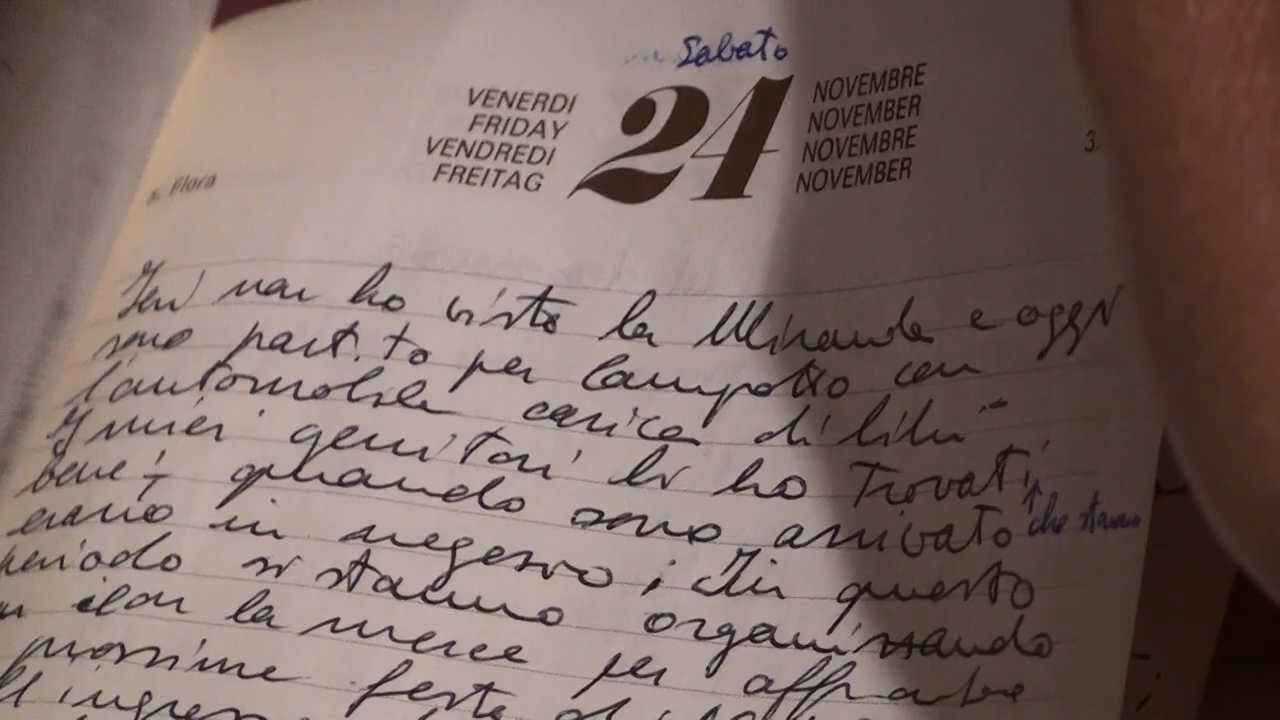 Sabato
VENERDI
FRIDAY
VENDREDI
FREITAG
24
NOVEMBRE
NOVEMBER
NOVEMBRE
NOVEMBER
s. Flora
3.
Ieri non ho visto la Miranda e oggi
sono partito per con
l'automobile carica di libri
I miei genitori li ho Trovati
che stanno
bene; quando sono arrivato
erano in negozio; In questo
periodo si stanno organizzando
con la merce per affrontare
prossime feste